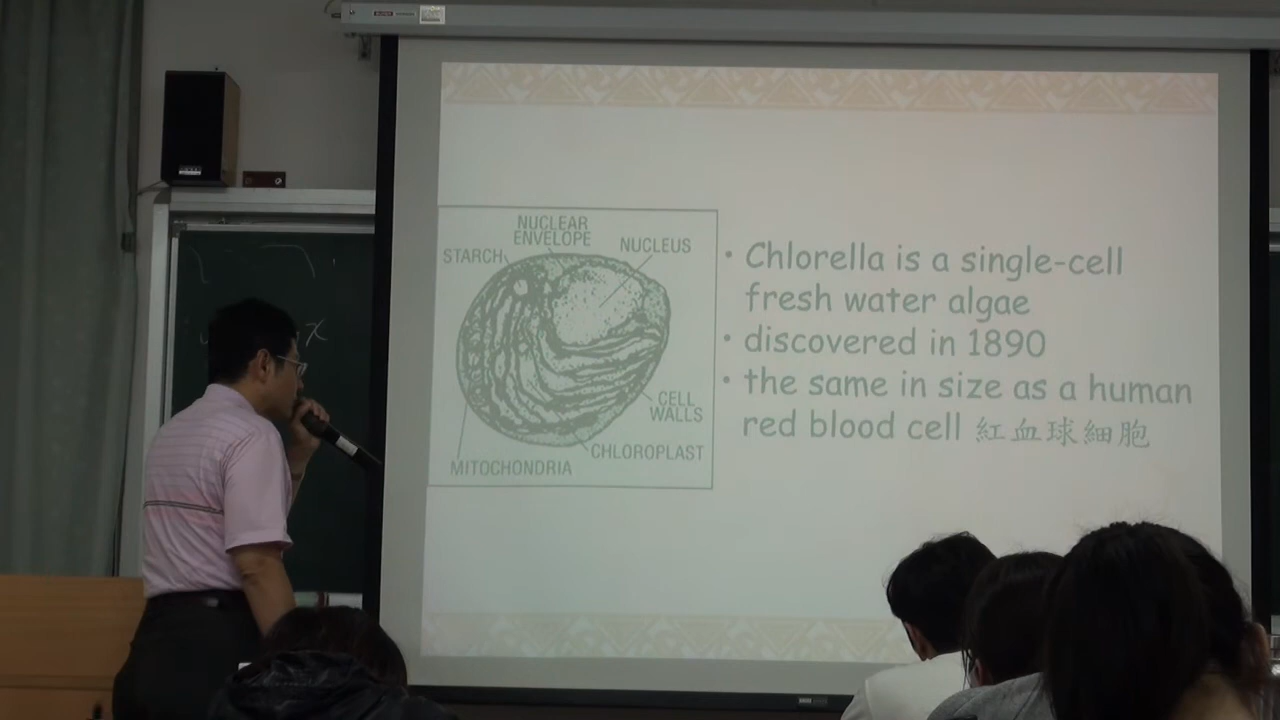 NUCLEAR
ENVELOPE
NUCLEUS
STARCH
CELL
WALLS
CHLOROPLAST
MITOCHONDRIA
• Chlorella is a single-cell
fresh water algae
• discovered in 1890
• the same in size as a human
red blood cell 紅血球細胞
x